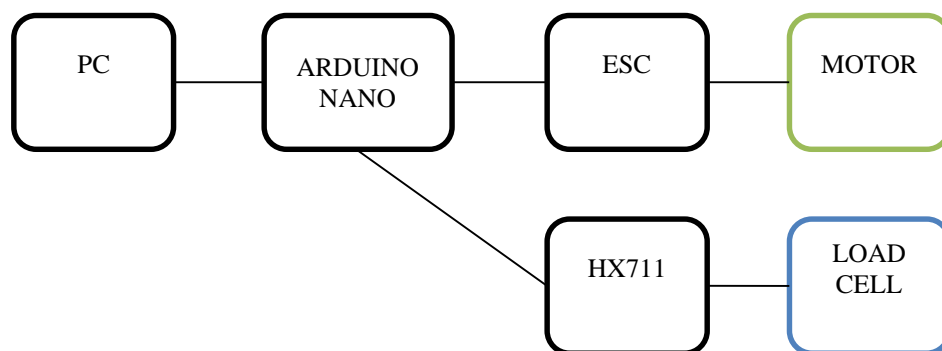 PC
ARDUINO
NANO
ESC
MOTOR
HX711
LOAD
CELL